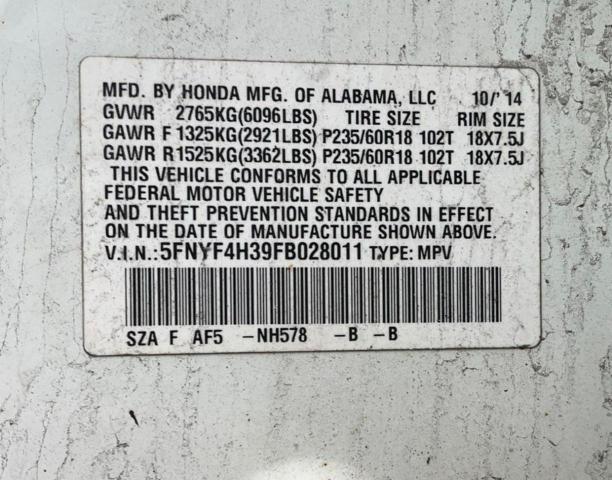 MFD. BY HONDA MFG. OF ALABAMA, LLC 10/'14
GVWR 2765KG(6096LBS) TIRE SIZE RIM SIZE
GAWR F 1325KG(2921LBS) P235/60R18 102T 18X7.5J
GAWR R1525KG(3362LBS) P235/60R18 102T 18X7.5J
THIS VEHICLE CONFORMS TO ALL APPLICABLE
FEDERAL MOTOR VEHICLE SAFETY
AND THEFT PREVENTION STANDARDS IN EFFECT
ON THE DATE OF MANUFACTURE SHOWN ABOVE.
V.I.N.:5FNYF4H39FB028011 TYPE: MPV
SZA F AF5 -NH578 -B -B